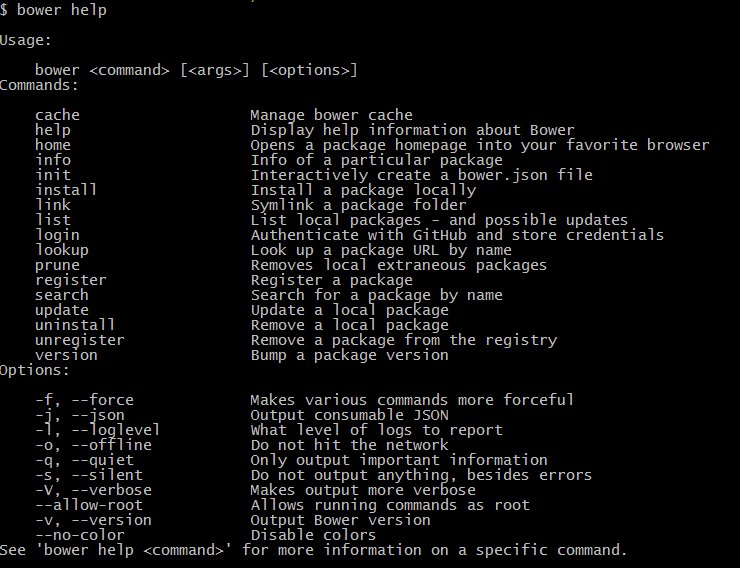 $ bower help
Usage:
bower <command> [<args>] [<options>]
Commands:
cache Manage bower cache
help Display help information about Bower
home Opens a package homepage into your favorite browser
info Info of a particular package
init Interactively create a bower.json file
install Install a package locally
link Symlink a package folder
list List local packages - and possible updates
login Authenticate with GitHub and store credentials
lookup Look up a package URL by name
prune Removes local extraneous packages
register Register a package
search Search for a package by name
update Update a local package
uninstall Remove a local package
unregister Remove a package from the registry
version Bump a package version
Options:
-f, --force Makes various commands more forceful
-j, --json Output consumable JSON
-l, --loglevel What level of logs to report
-o, --offline Do not hit the network
-q, --quiet Only output important information
-s, --silent Do not output anything, besides errors
-V, --verbose Makes output more verbose
--allow-root Allows running commands as root
-v, --version Output Bower version
--no-color Disable colors
See 'bower help <command>' for more information on a specific command.